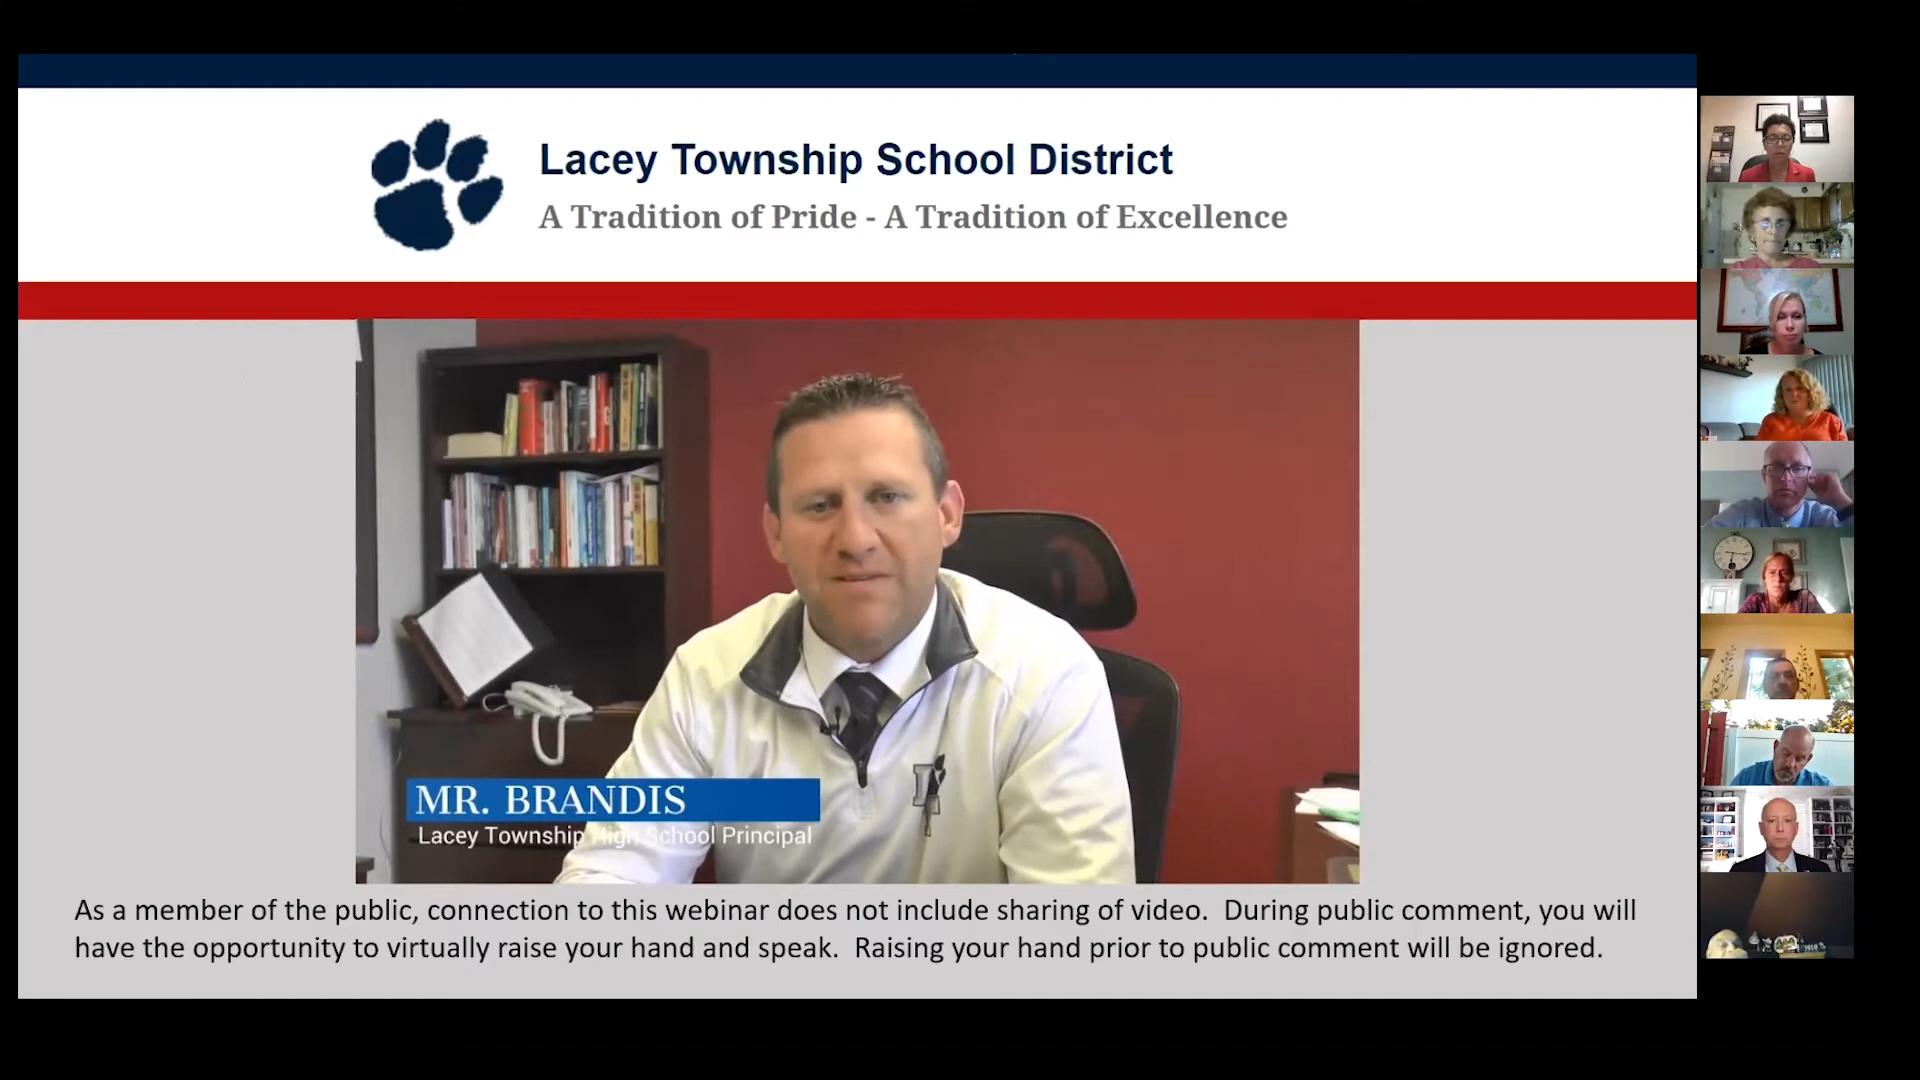 Lacey Township School District
A Tradition of Pride - A Tradition of Excellence
MR. BRANDIS
Lacey Township High School Principal
As a member of the public, connection to this webinar does not include sharing of video. During public comment, you will
have the opportunity to virtually raise your hand and speak. Raising your hand prior to public comment will be ignored.